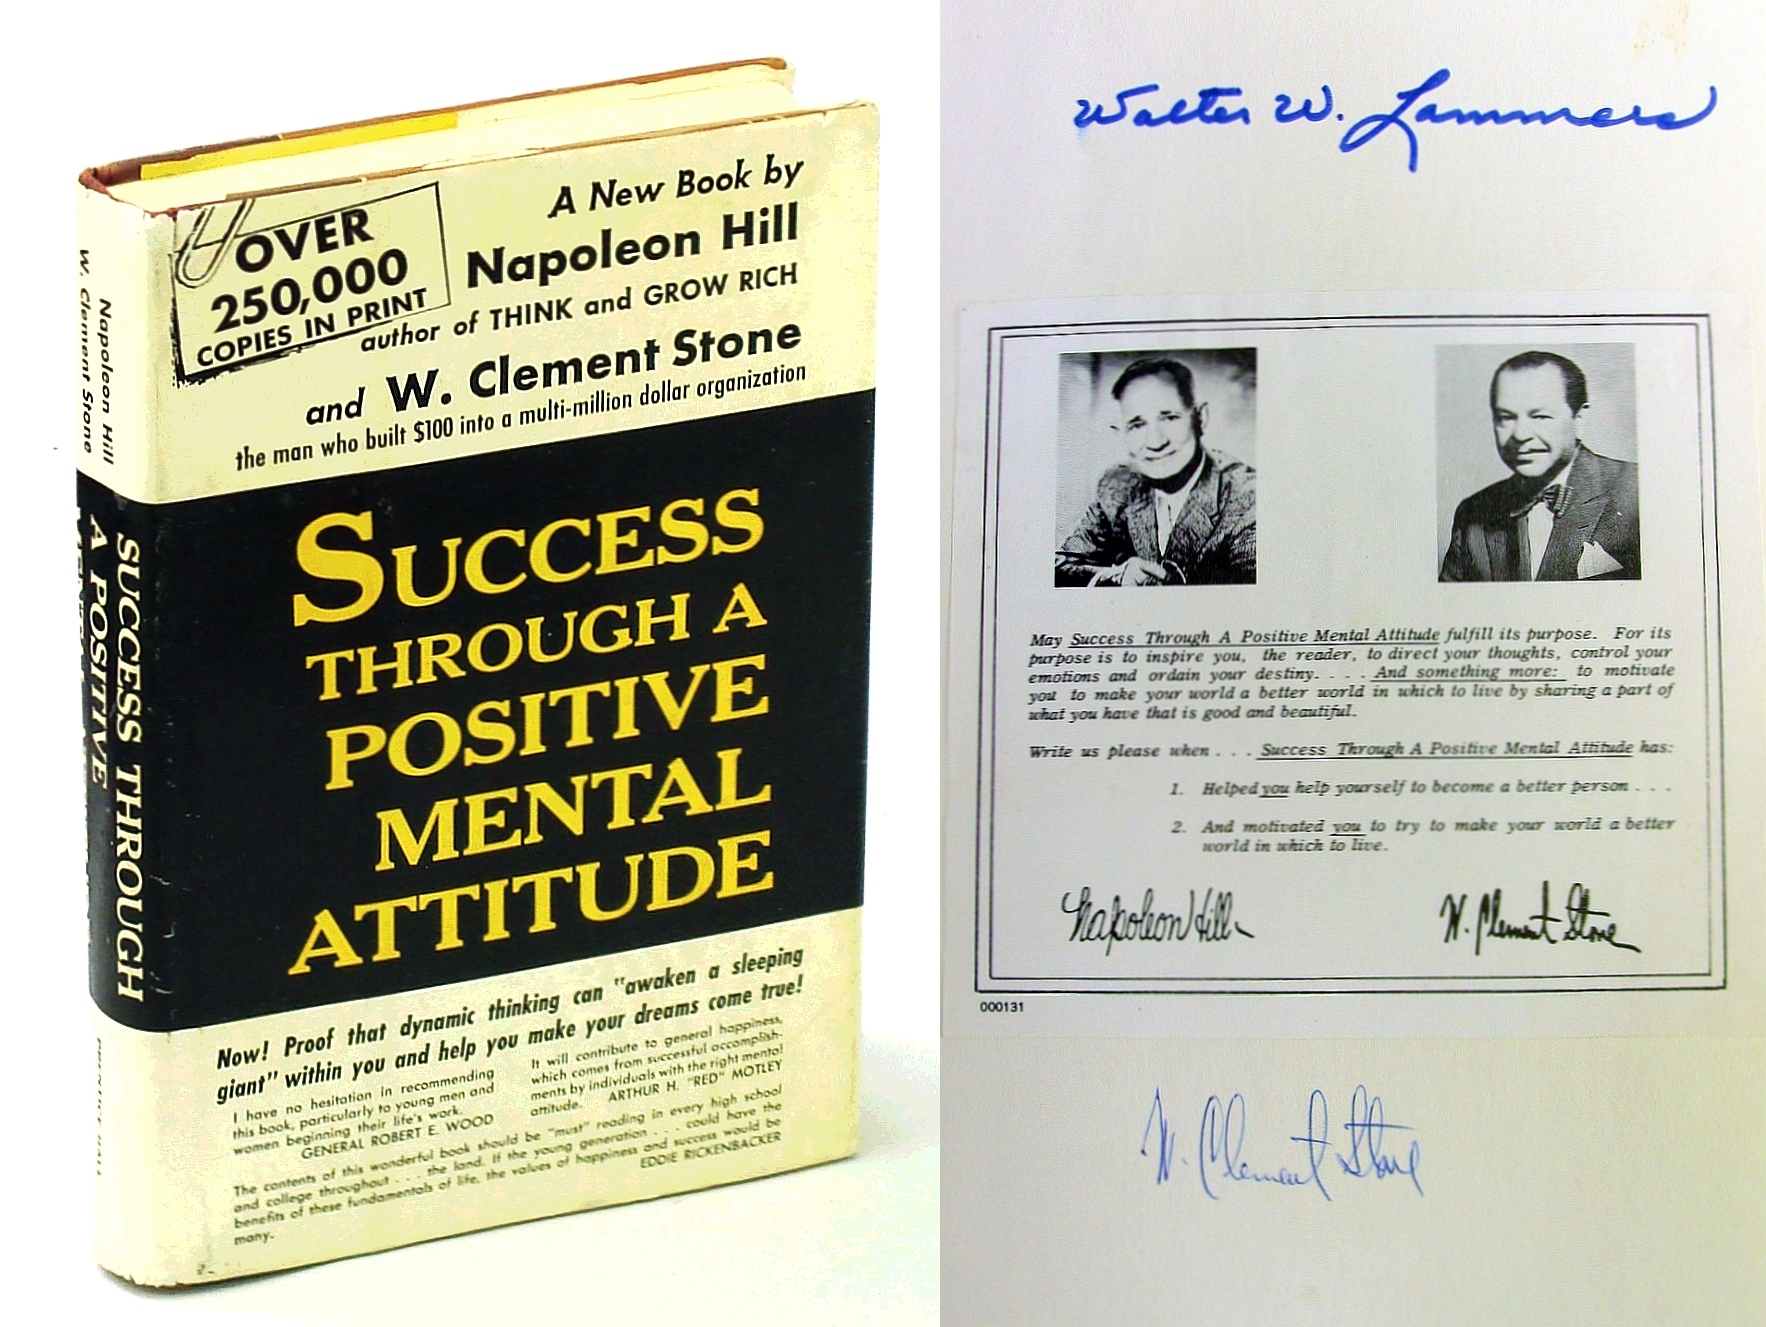 OVER
250,000
COPIES IN PRINT
A New Book by
Napoleon Hill
author of THINK and GROW RICH
and W. Clement Stone
the man who built $100 into a multi-million dollar organization
SUCCESS
THROUGH A
POSITIVE
MENTAL
ATTITUDE
Now! Proof that dynamic thinking can "awaken a sleeping
giant" within you and help you make your dreams come true!
I have no hesitation in recommending
this book, particularly to young men and
women beginning their life's work.
GENERAL ROBERT E. WOOD
It will contribute to general happiness,
which comes from successful accomplish-
ments by individuals with the right mental
attitude. ARTHUR H. "RED" MOTLEY
The contents of this wonderful book should be "must" reading in every high school
and college throughout . . . the land. If the young generation . . . could have the
benefits of these fundamentals of life, the values of happiness and success would be
many. EDDIE RICKENBACKER
Napoleon Hill
W. Clement Stone
SUCCESS THROUGH
A POSITIVE
PRENTICE-HALL
Walter W. Lammers
May Success Through A Positive Mental Attitude fulfill its purpose. For its
purpose is to inspire you, the reader, to direct your thoughts, control your
emotions and ordain your destiny. . . . And something more: to motivate
you to make your world a better world in which to live by sharing a part of
what you have that is good and beautiful.
Write us please when . . . Success Through A Positive Mental Attitude has:
1. Helped you help yourself to become a better person . . .
2. And motivated you to try to make your world a better
world in which to live.
Napoleon Hill
W. Clement Stone
000131
W. Clement Stone